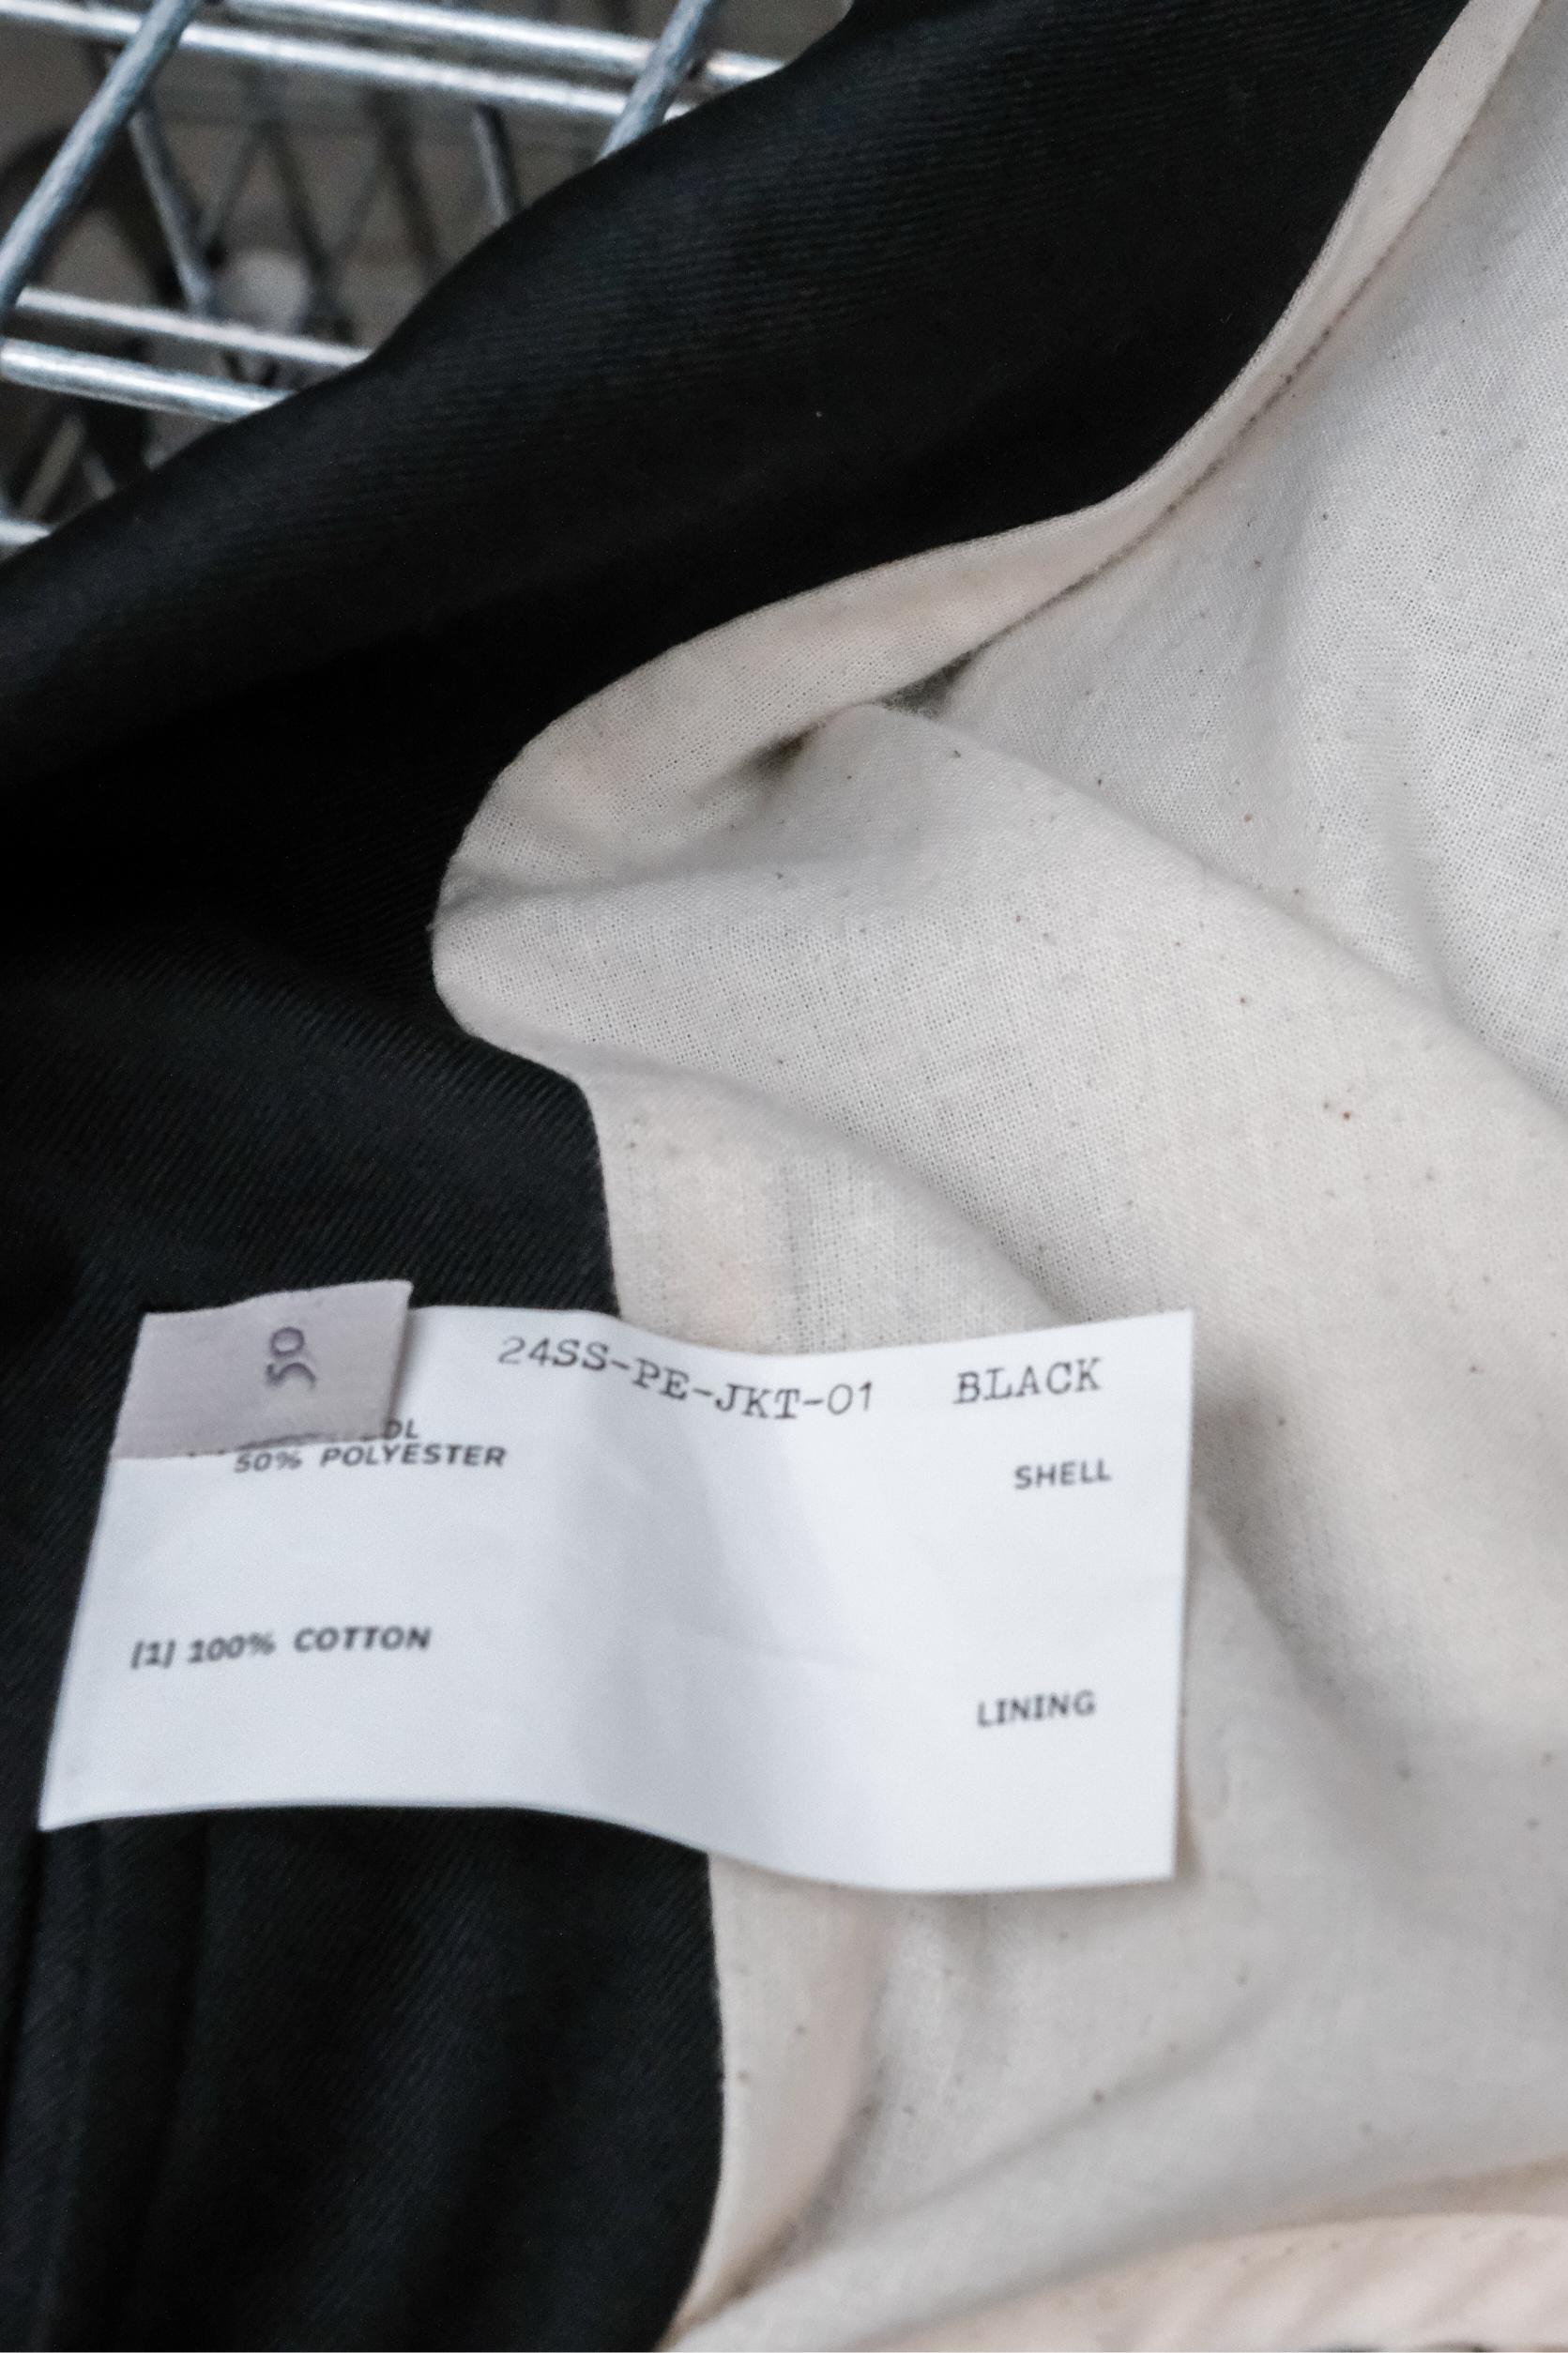 50
24SS-PE-JKT-01 BLACK
50% POLYESTER
SHELL
[1] 100% COTTON
LINING